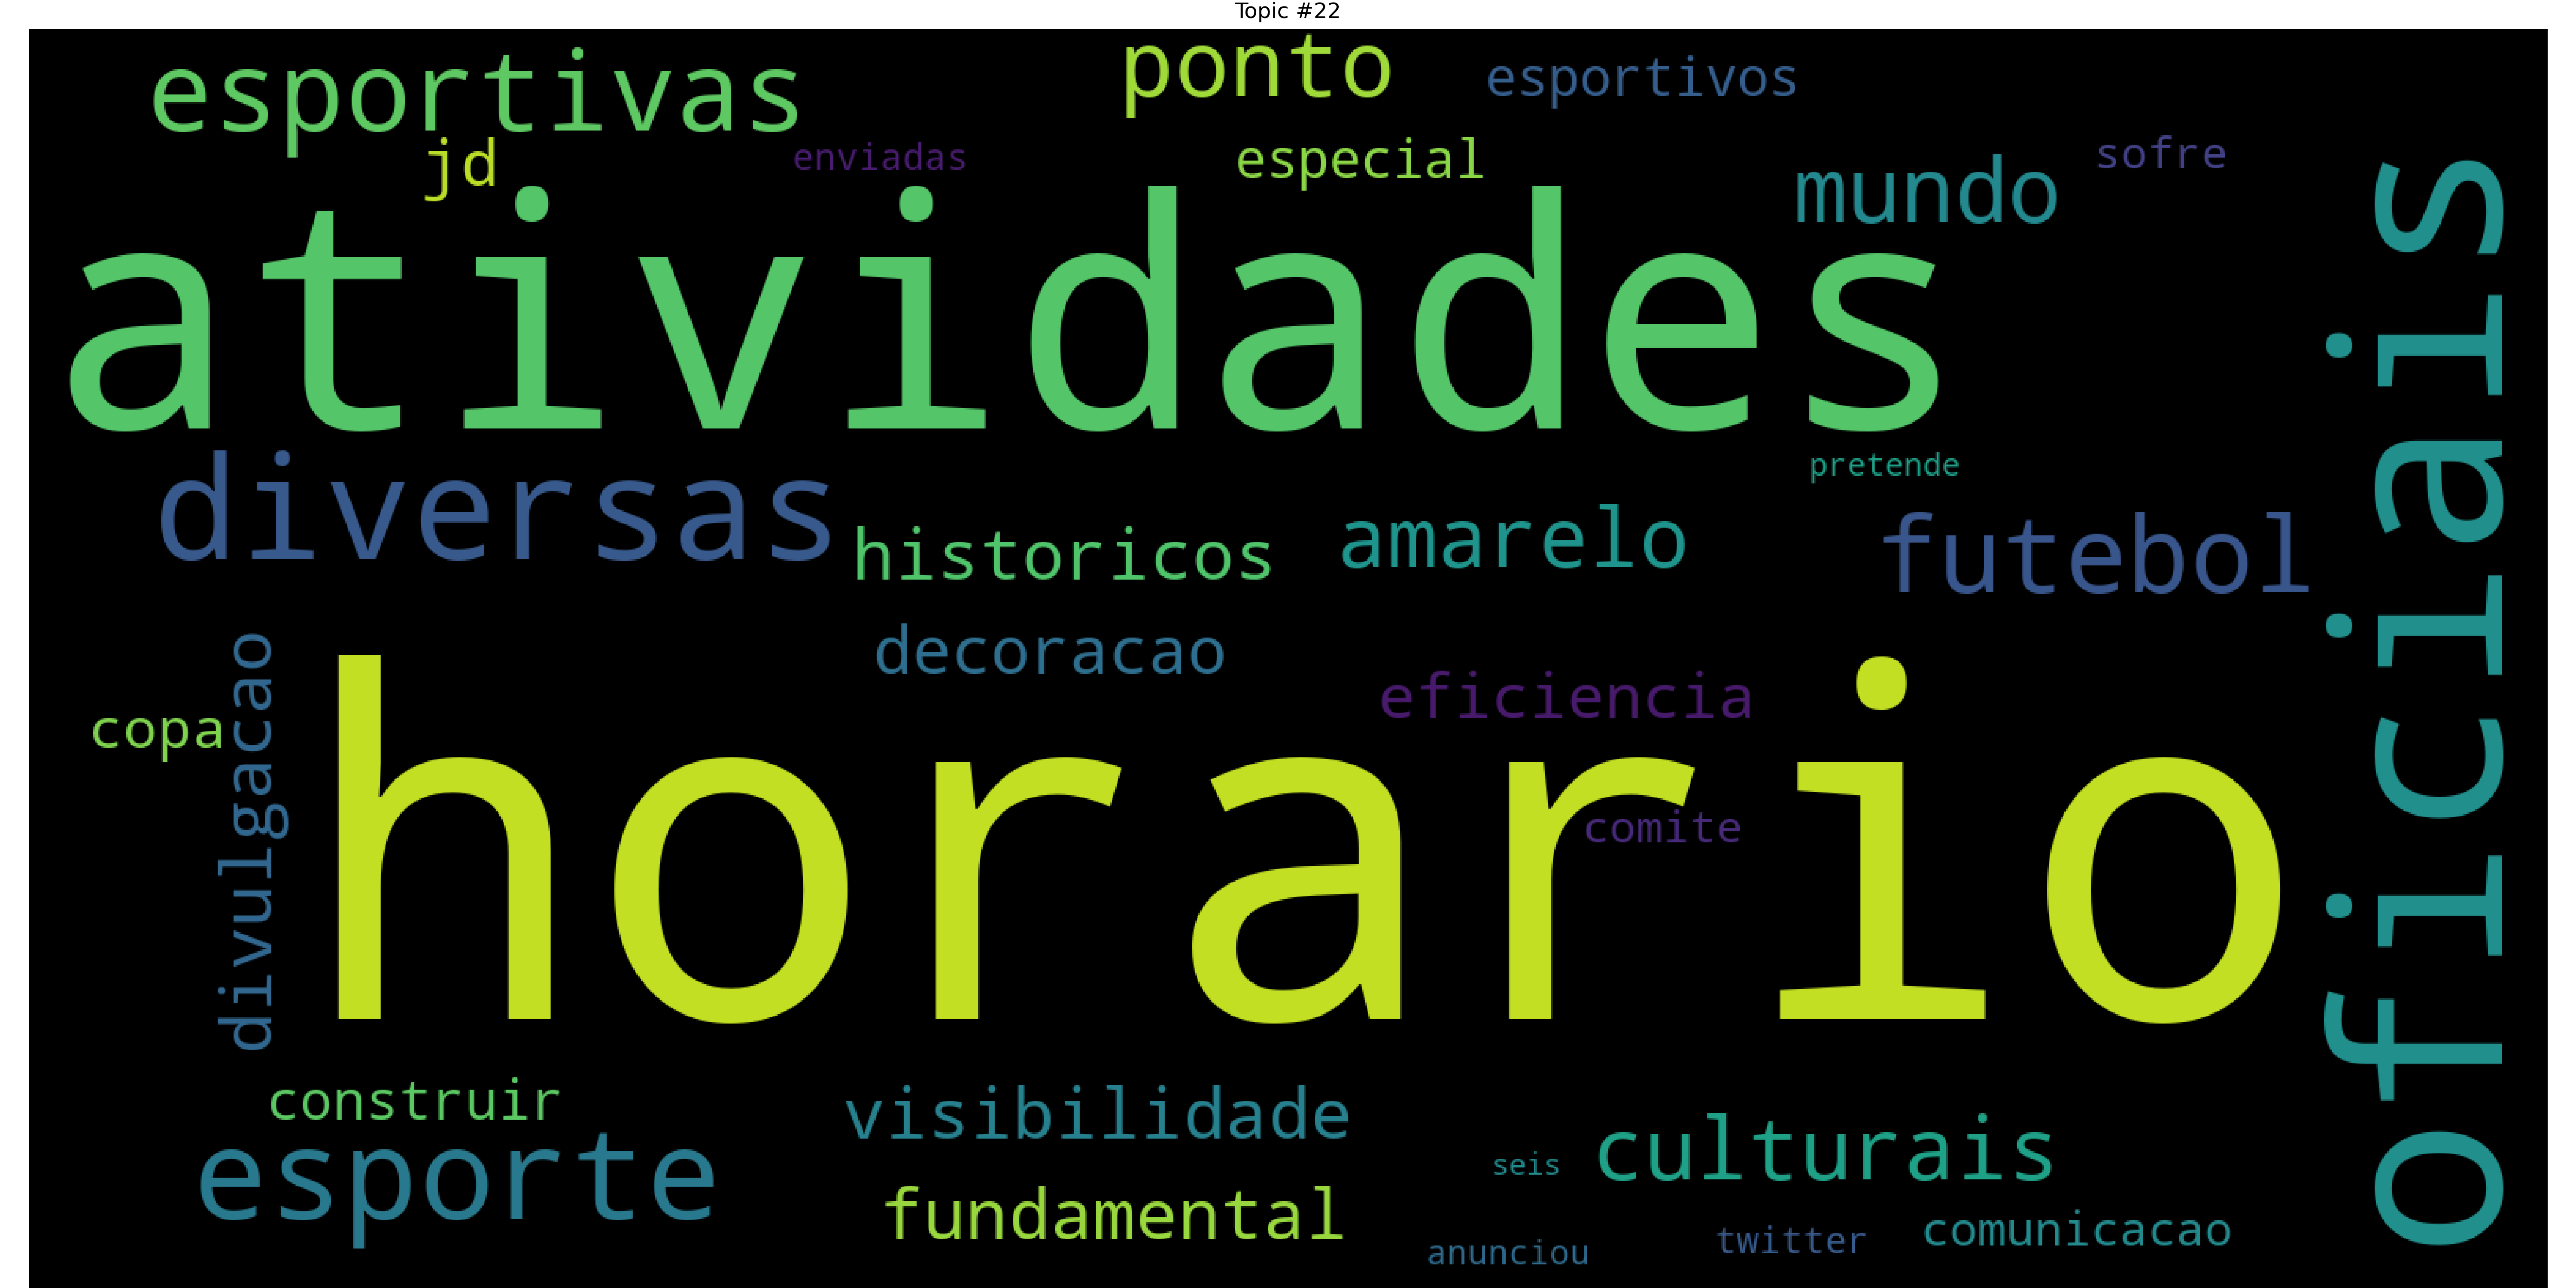 Topic #22
esportivas
ponto
esportivos
jd
enviadas
especial
mundo
sofre
atividades
oficiais
diversas
pretende
historicos
amarelo
futebol
decoracao
eficiencia
copa
divulgacao
horario
comite
construir
visibilidade
culturais
esporte
seis
fundamental
anunciou
twitter
comunicacao